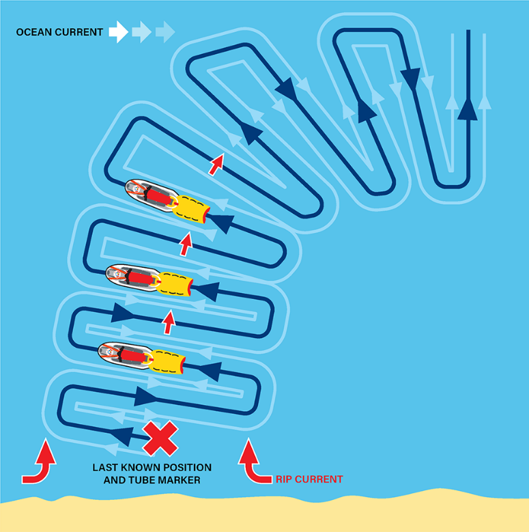 OCEAN CURRENT
LAST KNOWN POSITION
AND TUBE MARKER
RIP CURRENT